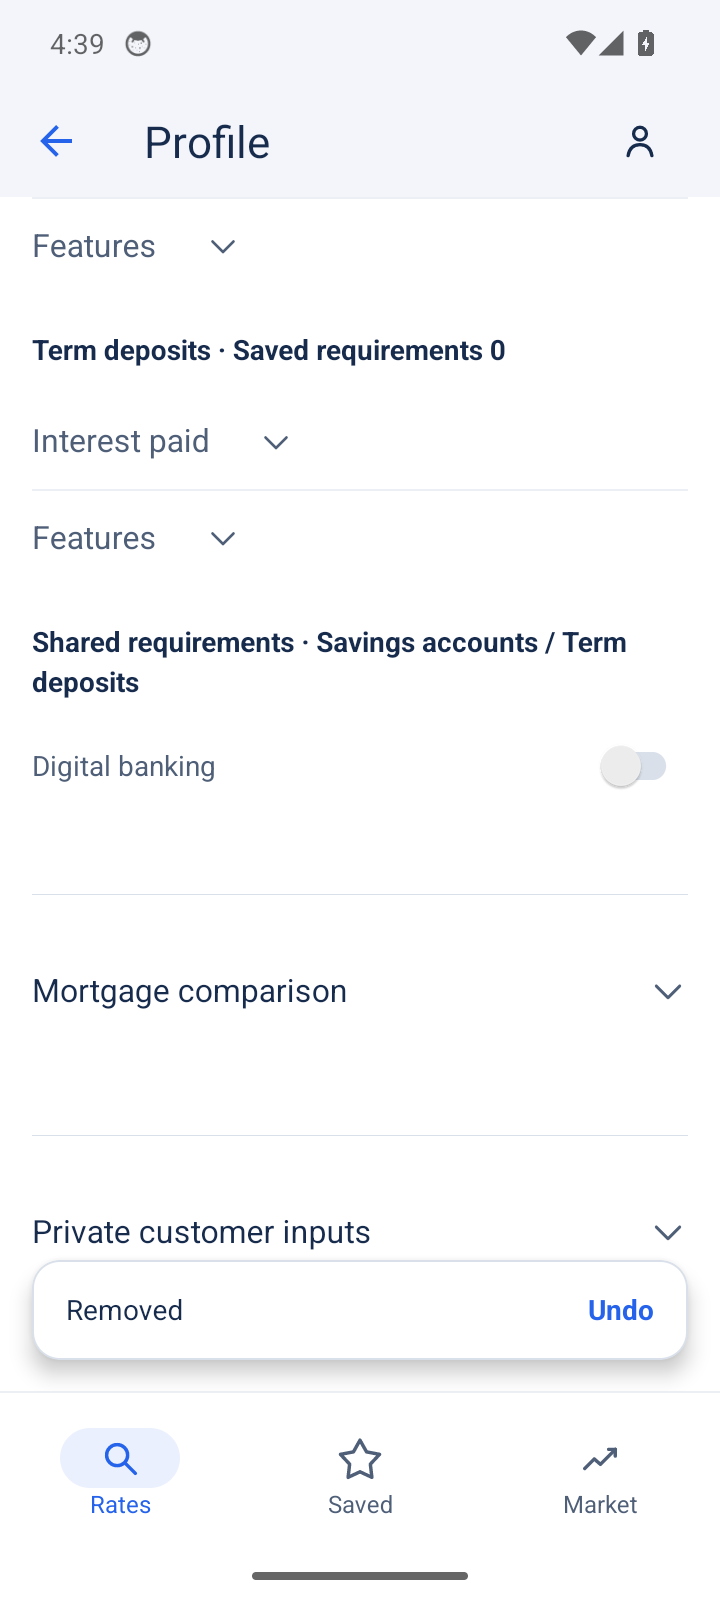 4:39
Profile
Features
Term deposits · Saved requirements 0
Interest paid
Features
Shared requirements · Savings accounts / Term
deposits
Digital banking
Mortgage comparison
Private customer inputs
Removed
Undo
Rates
Saved
Market